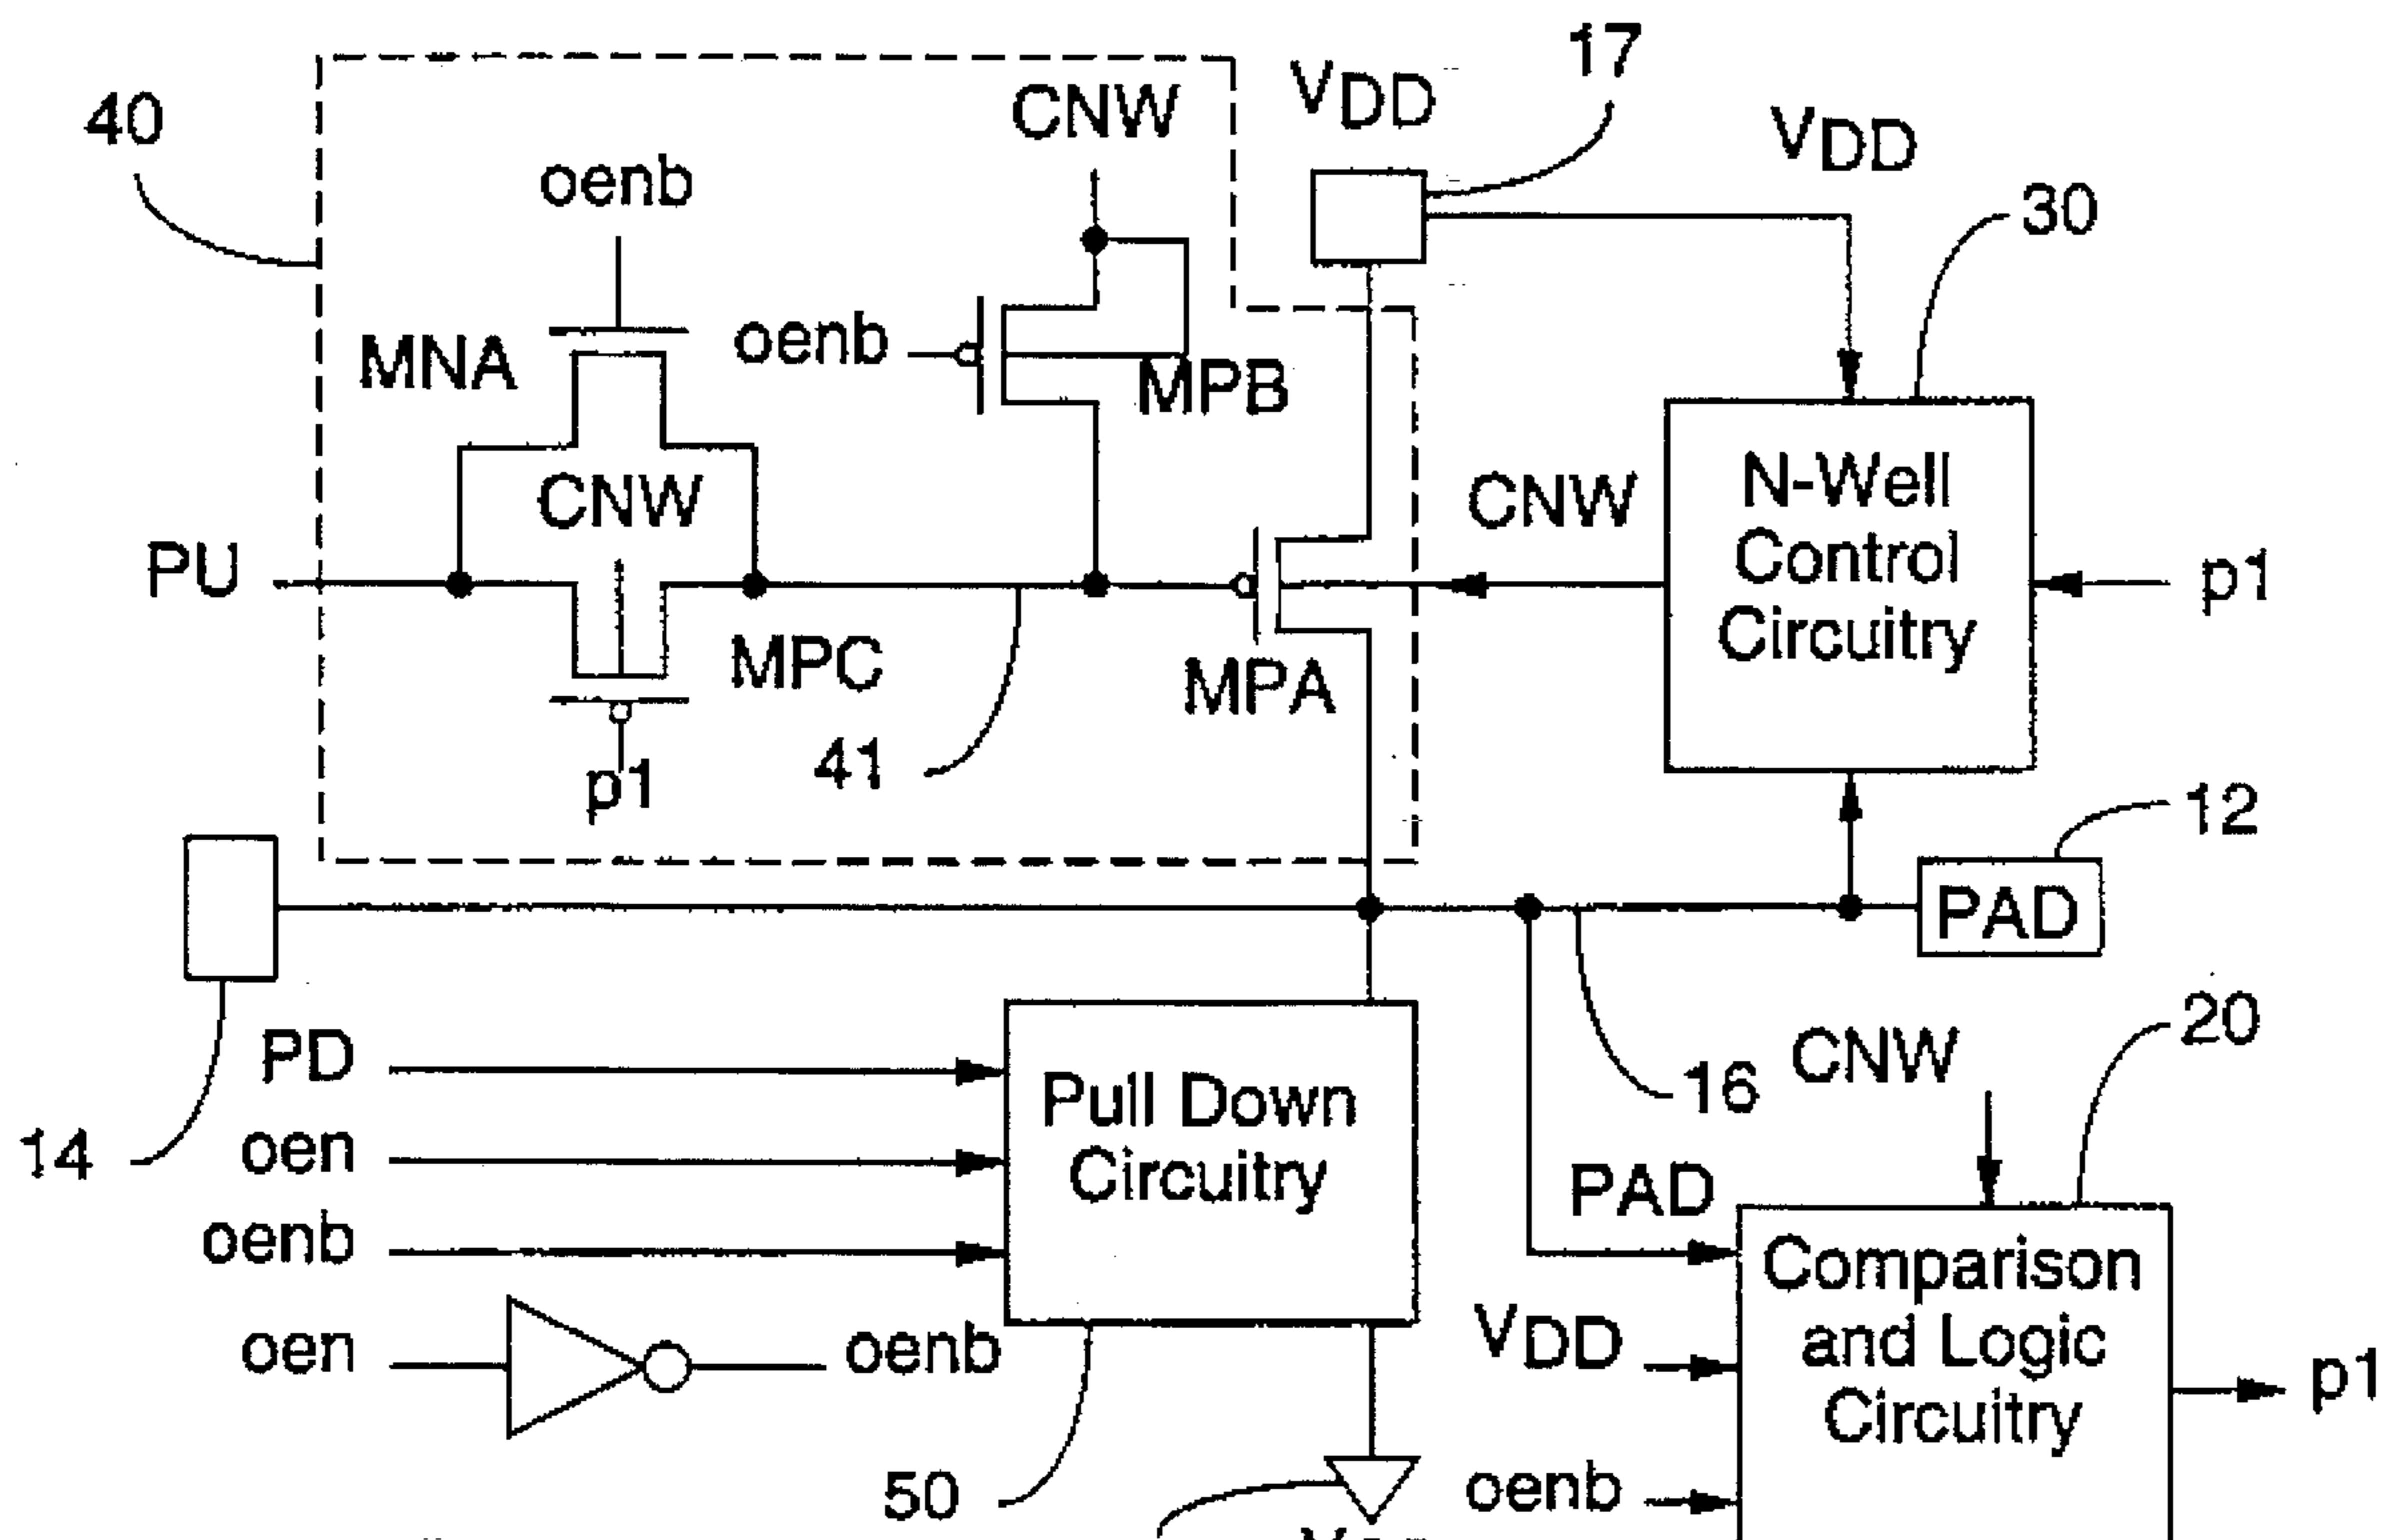 17
VDD
CNW
VDD
40
oenb
30
MNA
oenb
MPB
CNW
CNW
N-Well
Control
Circuitry
PU
p1
MPC
MPA
41
p1
12
PAD
20
CNW
16
PD
Pull Down
Circuitry
14
oen
PAD
oenb
Comparison
and Logic
Circuitry
VDD
oen
oenb
p1
50
oenb